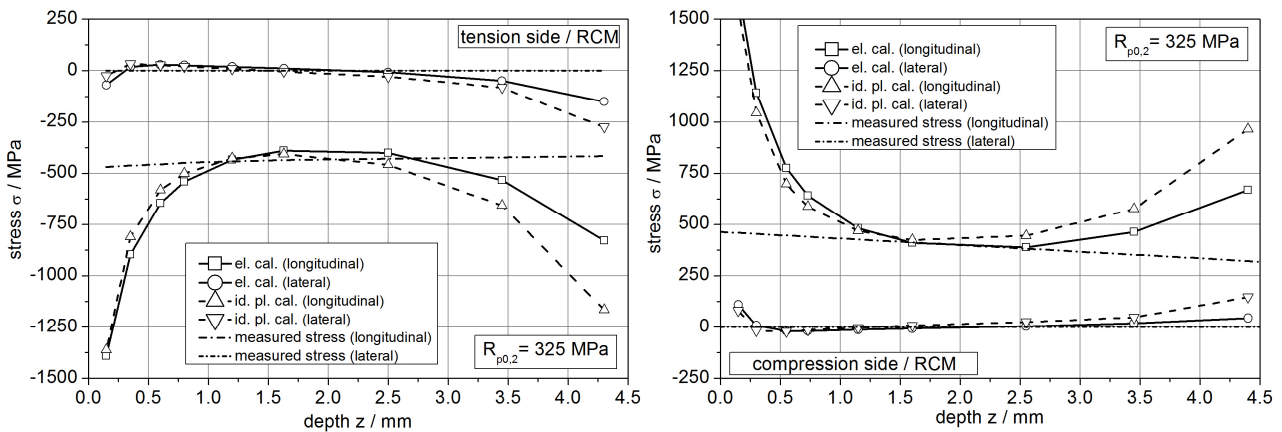 250
0
-250
-500
-750
-1000
-1250
-1500
stress σ / MPa
tension side / RCM
el. cal. (longitudinal)
el. cal. (lateral)
id. pl. cal. (longitudinal)
id. pl. cal. (lateral)
measured stress (longitudinal)
measured stress (lateral)
Rp0,2= 325 MPa
0.0 0.5 1.0 1.5 2.0 2.5 3.0 3.5 4.0 4.5
depth z / mm
1500
1250
1000
750
500
250
0
-250
stress σ / MPa
el. cal. (longitudinal)
el. cal. (lateral)
id. pl. cal. (longitudinal)
id. pl. cal. (lateral)
measured stress (longitudinal)
measured stress (lateral)
Rp0,2= 325 MPa
compression side / RCM
0.0 0.5 1.0 1.5 2.0 2.5 3.0 3.5 4.0 4.5
depth z / mm